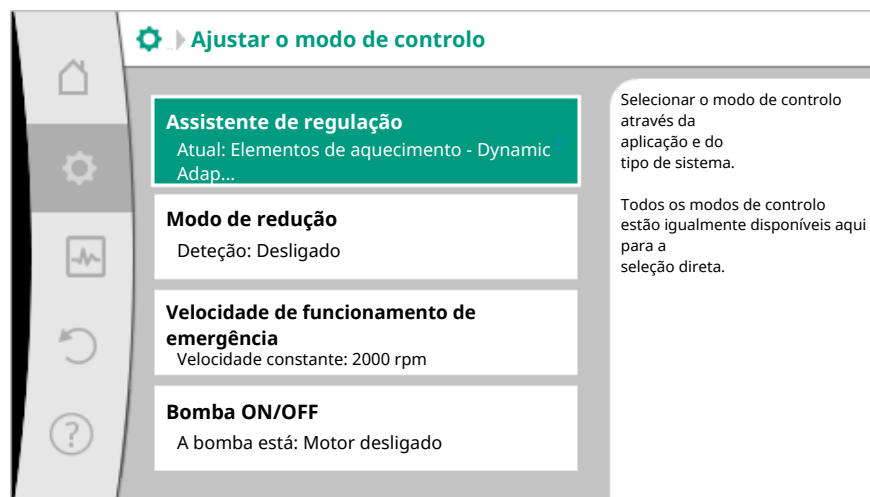 Ajustar o modo de controlo
Assistente de regulação
Atual: Elementos de aquecimento - Dynamic
Adap...
Modo de redução
Deteção: Desligado
Velocidade de funcionamento de
emergência
Velocidade constante: 2000 rpm
Bomba ON/OFF
A bomba está: Motor desligado
Selecionar o modo de controlo
através da
aplicação e do
tipo de sistema.
Todos os modos de controlo
estão igualmente disponíveis aqui
para a
seleção direta.
?